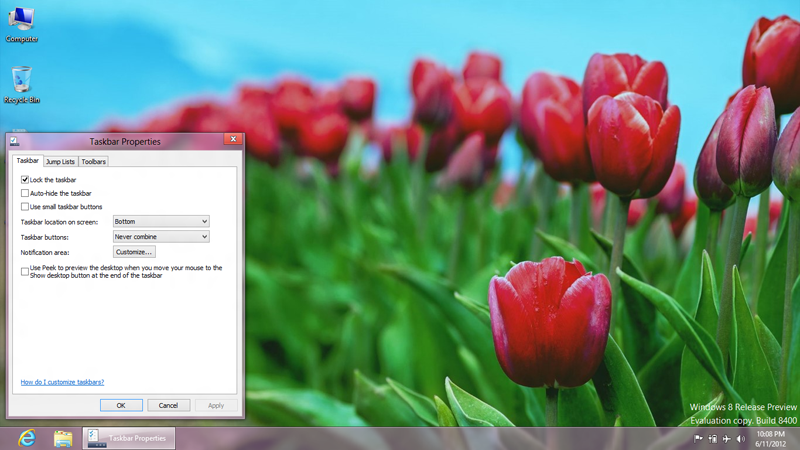 Computer
Recycle Bin
Taskbar Properties
Taskbar
Jump Lists
Toolbars
Lock the taskbar
Auto-hide the taskbar
Use small taskbar buttons
Taskbar location on screen:
Bottom
Taskbar buttons:
Never combine
Notification area:
Customize...
Use Peek to preview the desktop when you move your mouse to the
Show desktop button at the end of the taskbar
How do I customize taskbars?
OK
Cancel
Apply
Windows 8 Release Preview
Evaluation copy. Build 8400
Taskbar Properties
10:08 PM
6/11/2012